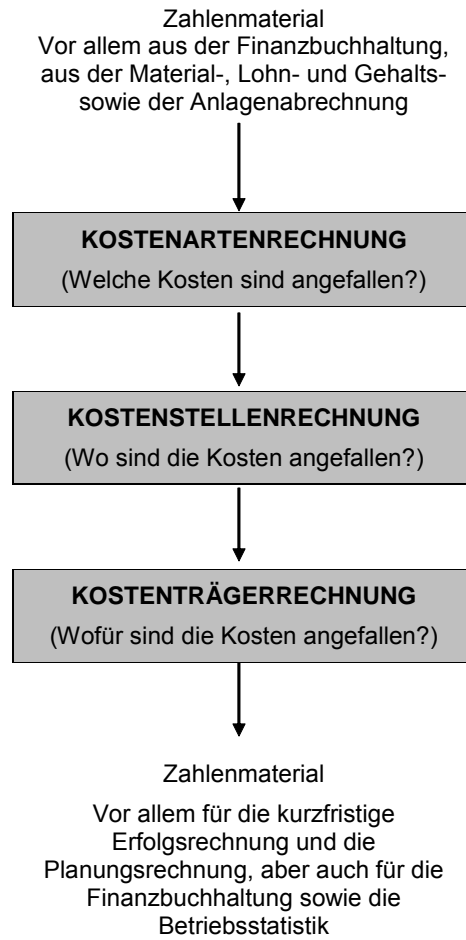 Zahlenmaterial
Vor allem aus der Finanzbuchhaltung,
aus der Material-, Lohn- und Gehalts-
sowie der Anlagenabrechnung
KOSTENARTENRECHNUNG
(Welche Kosten sind angefallen?)
KOSTENSTELLENRECHNUNG
(Wo sind die Kosten angefallen?)
KOSTENTRÄGERRECHNUNG
(Wofür sind die Kosten angefallen?)
Zahlenmaterial
Vor allem für die kurzfristige
Erfolgsrechnung und die
Planungsrechnung, aber auch für die
Finanzbuchhaltung sowie die
Betriebsstatistik